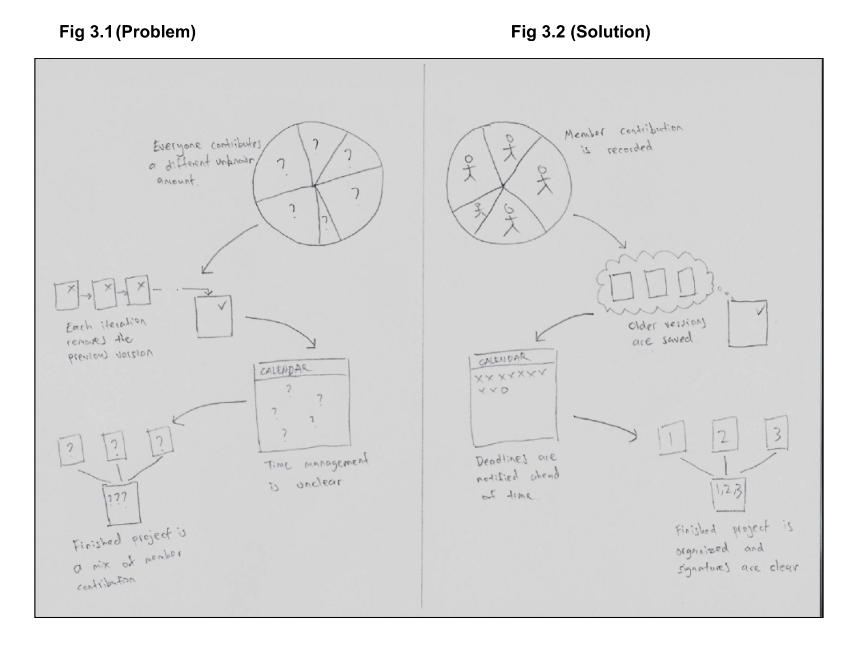 Fig 3.1(Problem)
Fig 3.2 (Solution)
Everyone contributes
a different unknown
amount.
?
?
?
?
?
?
x x x
✓
Each iteration
removes the
previous version
CALENDAR
?
?
?
?
?
Time management
is unclear
? ? ?
???
Finished project is
a mix of member
contribution
Member contribution
is recorded
✓
Older versions
are saved
CALENDAR
XXXXXXX
XXO
Deadlines are
notified ahead
of time
1 2 3
1,2,3
Finished project is
organized and
signatures are clear